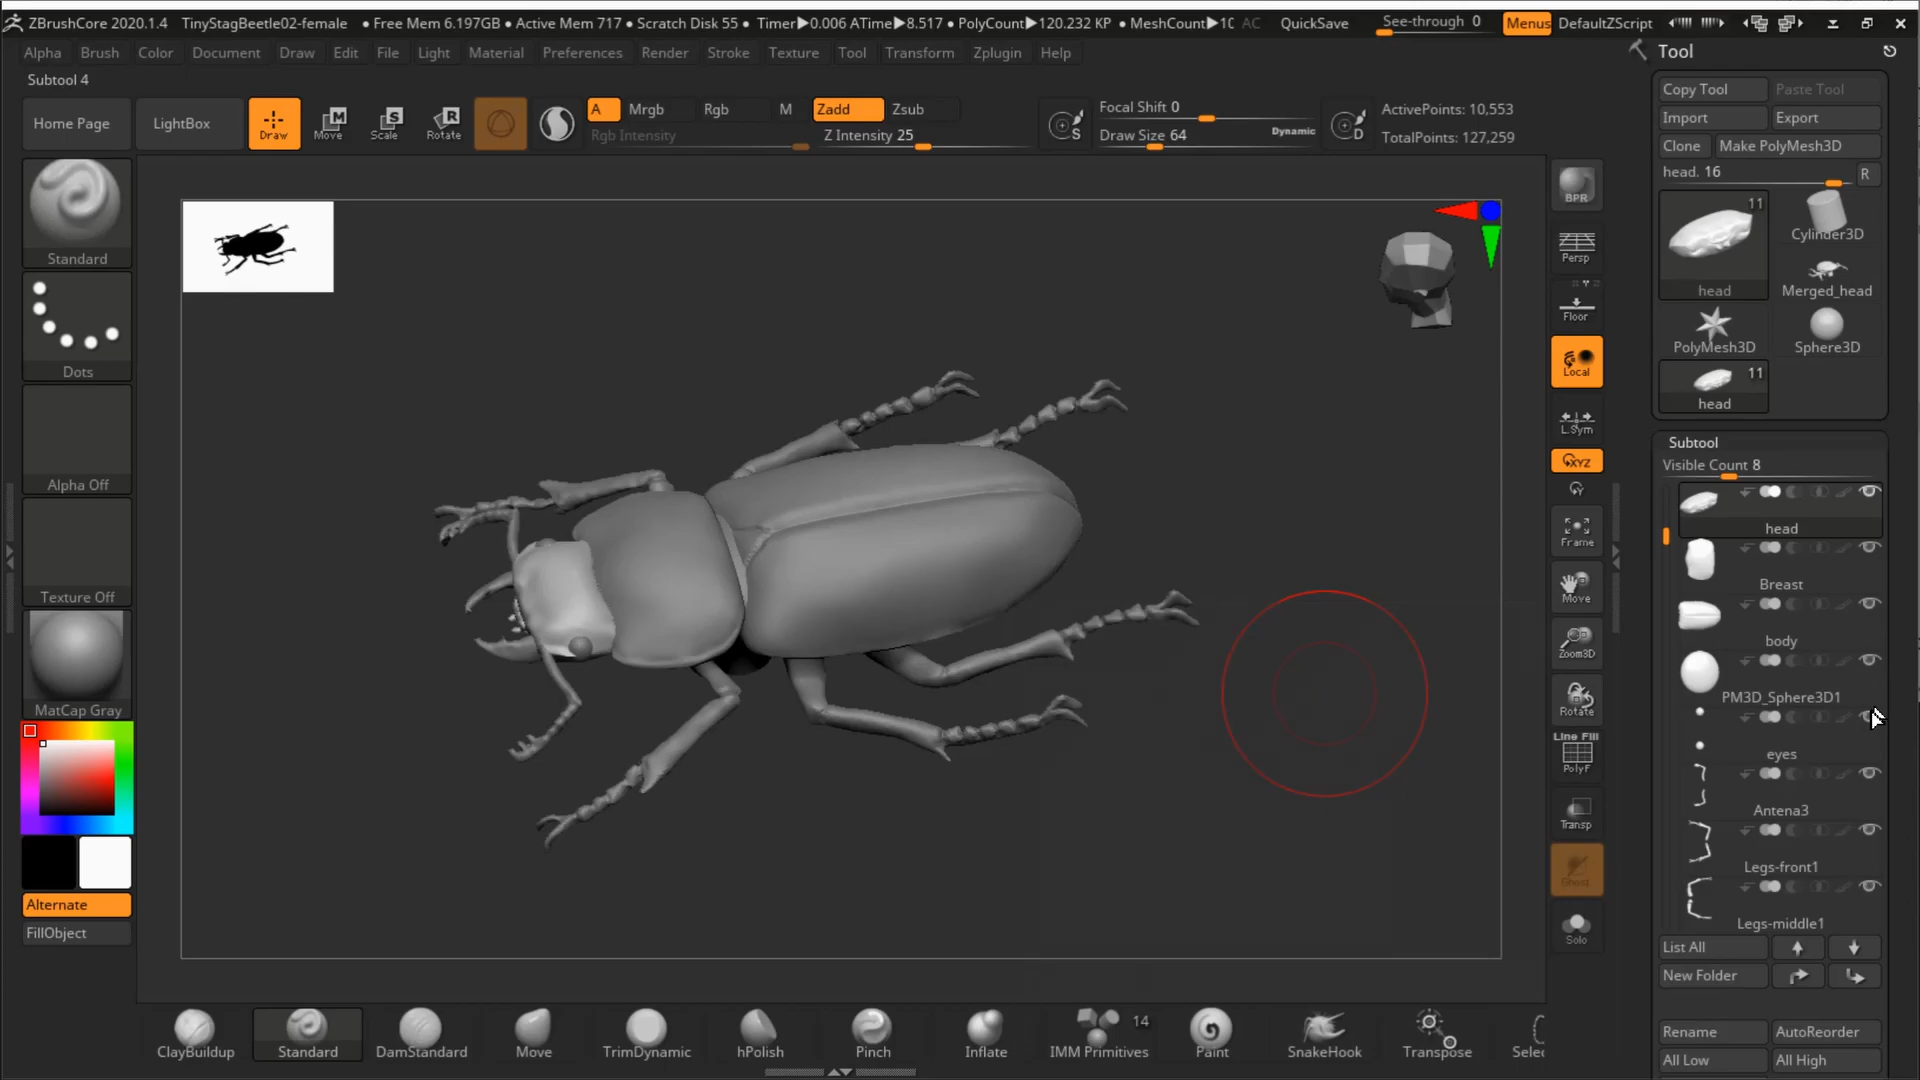 ZBrushCore 2020.1.4 TinyStagBeetle02-female • Free Mem 6.197GB • Active Mem 717 • Scratch Disk 55 • Timer▶0.006 ATime▶8.517 • PolyCount▶120.232 KP • MeshCount▶1 AC QuickSave See-through 0 Menus DefaultZScript
Alpha Brush Color Document Draw Edit File Light Material Preferences Render Stroke Texture Tool Transform Zplugin Help
Subtool 4
Home Page LightBox Draw Move Scale Rotate
M S R
A Mrgb Rgb M Zadd Zsub
Rgb Intensity Z Intensity 25
S Focal Shift 0
Draw Size 64 Dynamic D
ActivePoints: 10,553
TotalPoints: 127,259
Standard
Dots
Alpha Off
Texture Off
MatCap Gray
Alternate
FillObject
BPR
Persp
Floor
Local
L.Sym
XYZ
Frame
Move
Zoom3D
Rotate
Line Fill
PolyF
Transp
Ghost
Solo
Tool
Copy Tool Paste Tool
Import Export
Clone Make PolyMesh3D
head. 16 R
11
head
Cylinder3D
Merged_head
PolyMesh3D Sphere3D
11
head
Subtool
Visible Count 8
head
Breast
body
PM3D_Sphere3D1
eyes
Antena3
Legs-front1
Legs-middle1
List All
New Folder
Rename AutoReorder
All Low All High
ClayBuildup Standard DamStandard Move TrimDynamic hPolish Pinch Inflate IMM Primitives 14 Paint SnakeHook Transpose Selec